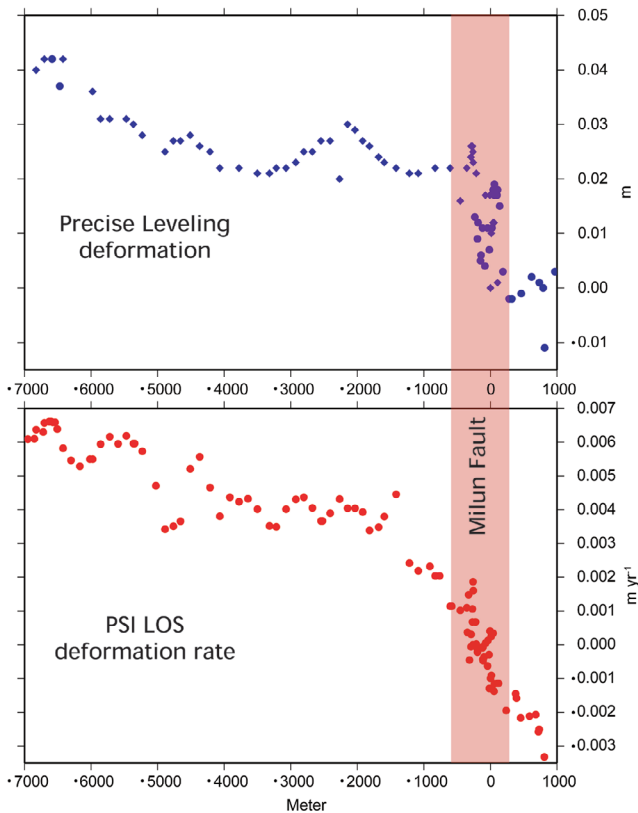 0.05
0.04
0.03
0.02
0.01
0.00
•0.01
m
Precise Leveling
deformation
•7000 •6000 •5000 •4000 •3000 •2000 •1000 0 1000
0.007
0.006
0.005
0.004
0.003
0.002
0.001
0.000
•0.001
•0.002
•0.003
m yr⁻¹
Milun Fault
PSI LOS
deformation rate
•7000 •6000 •5000 •4000 •3000 •2000 •1000 0 1000
Meter